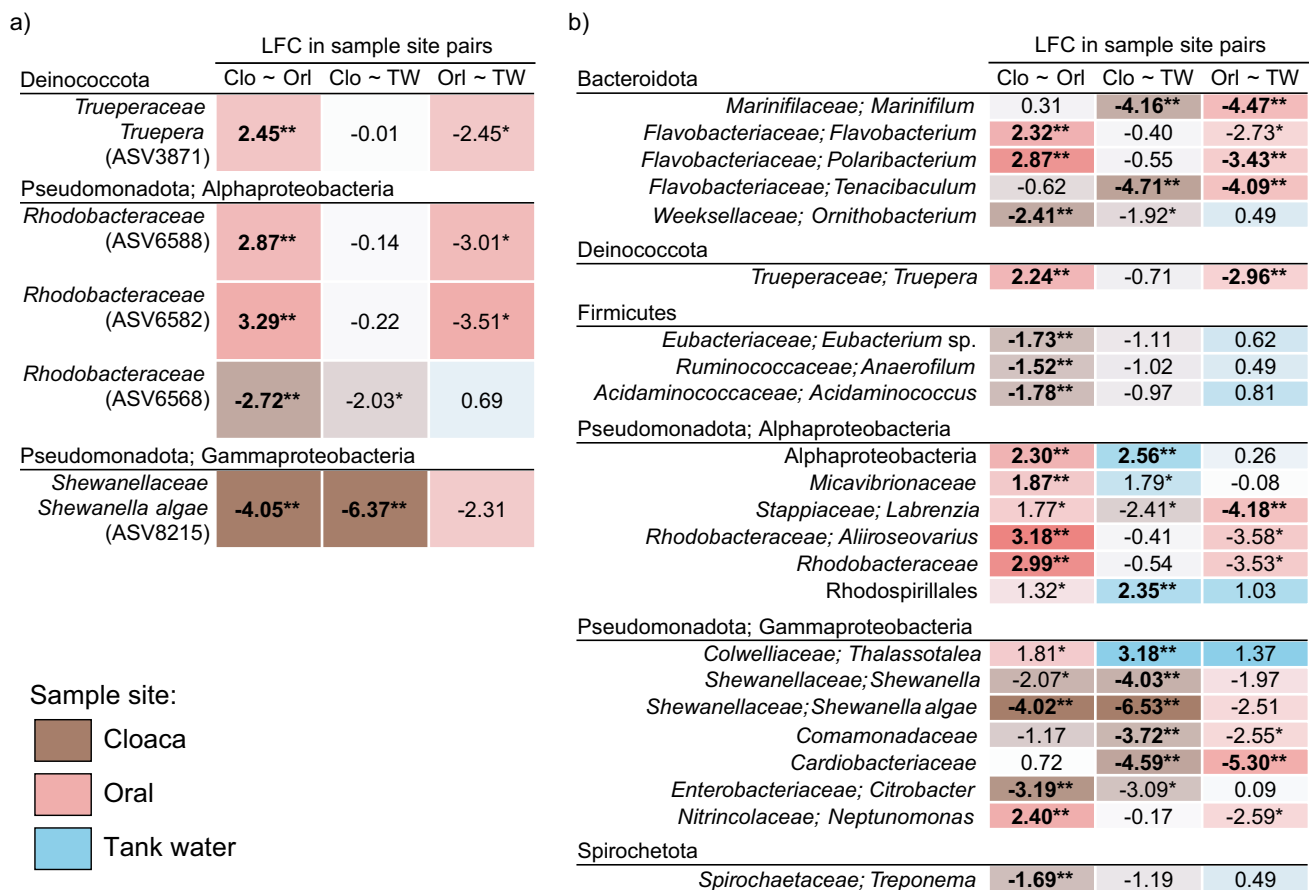 a)
LFC in sample site pairs
Deinococcota Clo ~ Orl Clo ~ TW Orl ~ TW
Trueperaceae
Truepera
(ASV3871)
2.45** -0.01 -2.45*
Pseudomonadota; Alphaproteobacteria
Rhodobacteraceae
(ASV6588)
2.87** -0.14 -3.01*
Rhodobacteraceae
(ASV6582)
3.29** -0.22 -3.51*
Rhodobacteraceae
(ASV6568)
-2.72** -2.03* 0.69
Pseudomonadota; Gammaproteobacteria
Shewanellaceae
Shewanella algae
(ASV8215)
-4.05** -6.37** -2.31
Sample site:
Cloaca
Oral
Tank water
b)
LFC in sample site pairs
Bacteroidota Clo ~ Orl Clo ~ TW Orl ~ TW
Marinifilaceae; Marinifilum 0.31 -4.16** -4.47**
Flavobacteriaceae; Flavobacterium 2.32** -0.40 -2.73*
Flavobacteriaceae; Polaribacterium 2.87** -0.55 -3.43**
Flavobacteriaceae; Tenacibaculum -0.62 -4.71** -4.09**
Weeksellaceae; Ornithobacterium -2.41** -1.92* 0.49
Deinococcota
Trueperaceae; Truepera 2.24** -0.71 -2.96**
Firmicutes
Eubacteriaceae; Eubacterium sp. -1.73** -1.11 0.62
Ruminococcaceae; Anaerofilum -1.52** -1.02 0.49
Acidaminococcaceae; Acidaminococcus -1.78** -0.97 0.81
Pseudomonadota; Alphaproteobacteria
Alphaproteobacteria 2.30** 2.56** 0.26
Micavibrionaceae 1.87** 1.79* -0.08
Stappiaceae; Labrenzia 1.77* -2.41* -4.18**
Rhodobacteraceae; Aliiroseovarius 3.18** -0.41 -3.58*
Rhodobacteraceae 2.99** -0.54 -3.53*
Rhodospirillales 1.32* 2.35** 1.03
Pseudomonadota; Gammaproteobacteria
Colwelliaceae; Thalassotalea 1.81* 3.18** 1.37
Shewanellaceae; Shewanella -2.07* -4.03** -1.97
Shewanellaceae; Shewanella algae -4.02** -6.53** -2.51
Comamonadaceae -1.17 -3.72** -2.55*
Cardiobacteriaceae 0.72 -4.59** -5.30**
Enterobacteriaceae; Citrobacter -3.19** -3.09* 0.09
Nitrincolaceae; Neptunomonas 2.40** -0.17 -2.59*
Spirochetota
Spirochaetaceae; Treponema -1.69** -1.19 0.49